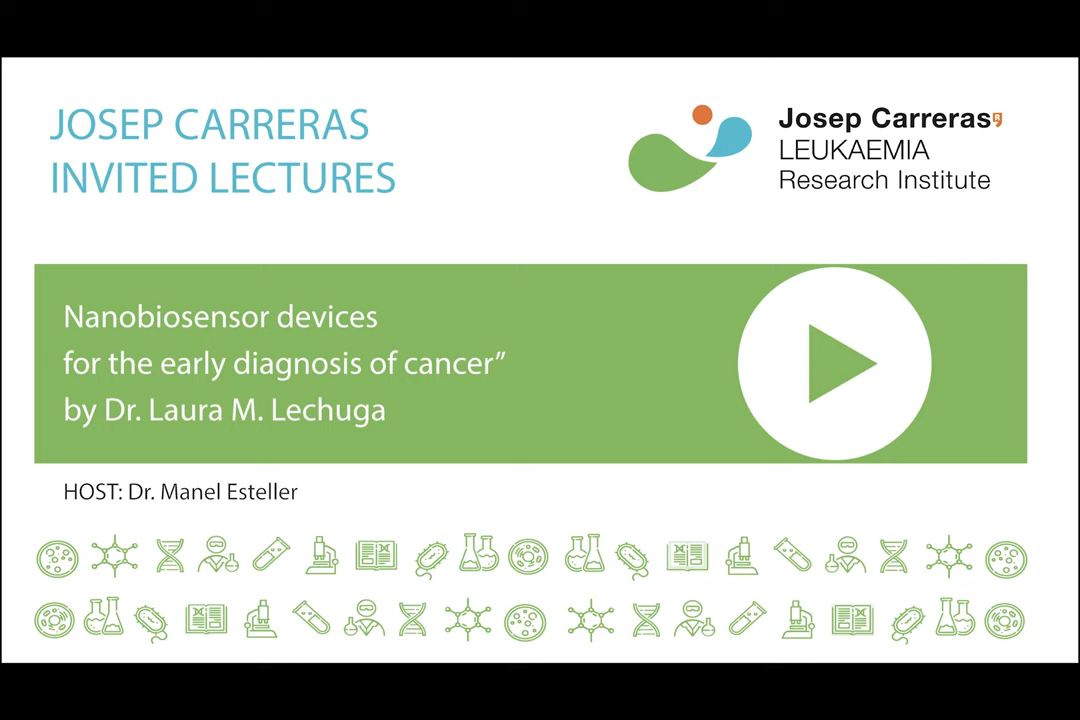 JOSEP CARRERAS
INVITED LECTURES
Josep Carreras
LEUKAEMIA
Research Institute
Nanobiosensor devices
for the early diagnosis of cancer”
by Dr. Laura M. Lechuga
HOST: Dr. Manel Esteller